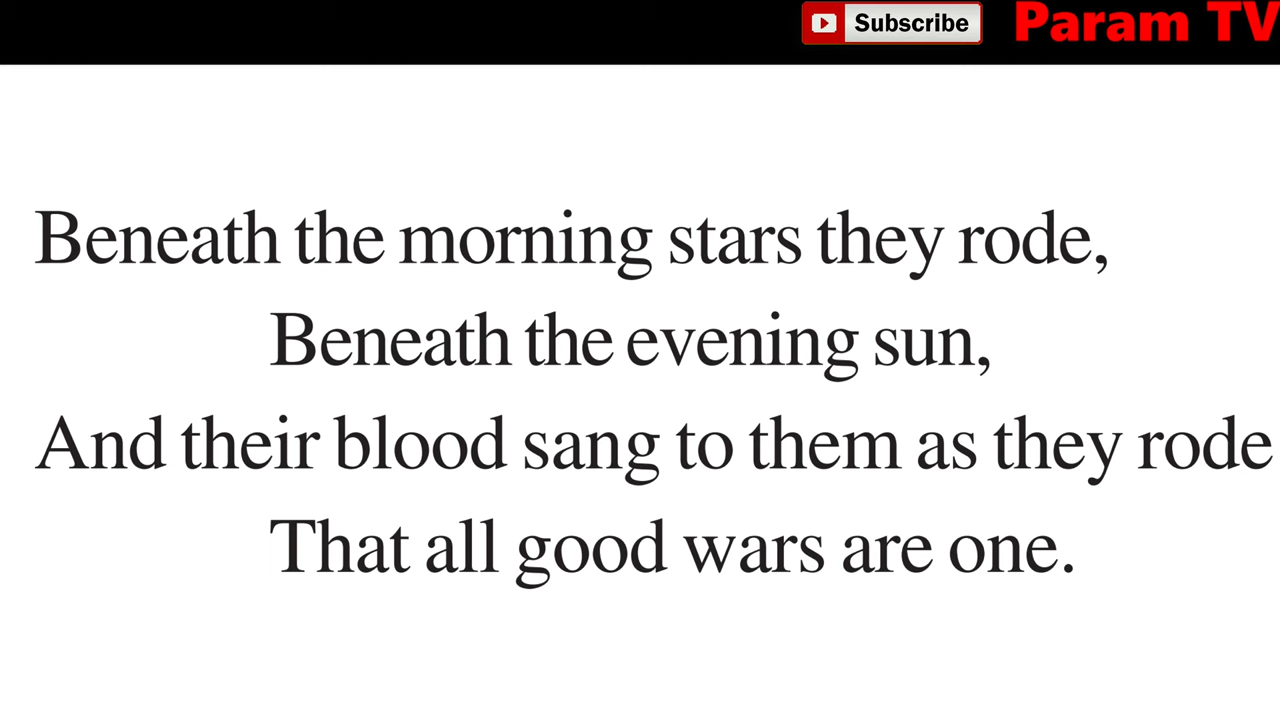 Subscribe Param TV
Beneath the morning stars they rode,
Beneath the evening sun,
And their blood sang to them as they rode
That all good wars are one.